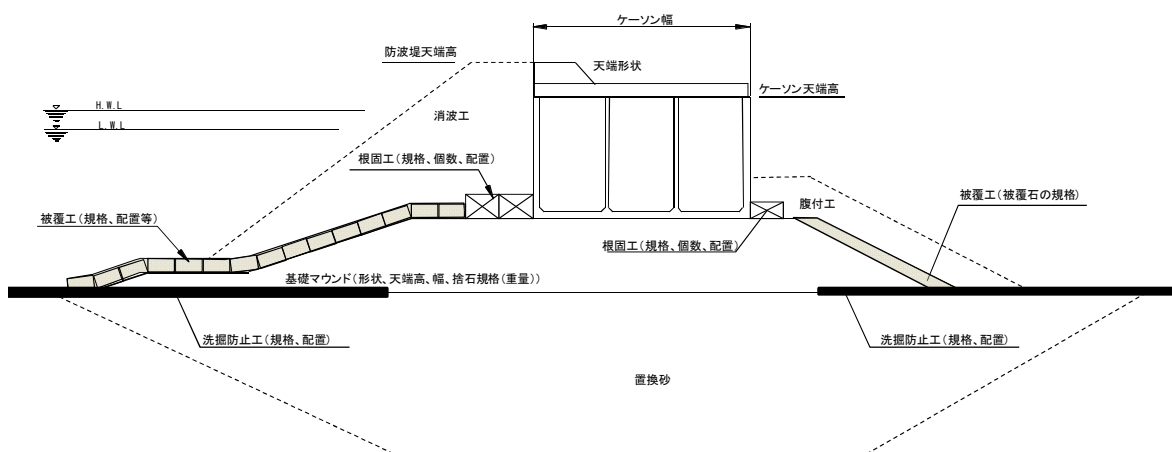 ケーソン幅
防波堤天端高
天端形状
ケーソン天端高
H.W.L
L.W.L
消波工
根固工(規格、個数、配置)
被覆工(規格、配置等)
腹付工
被覆工(被覆石の規格)
根固工(規格、個数、配置)
基礎マウンド(形状、天端高、幅、捨石規格(重量))
洗掘防止工(規格、配置)
洗掘防止工(規格、配置)
置換砂